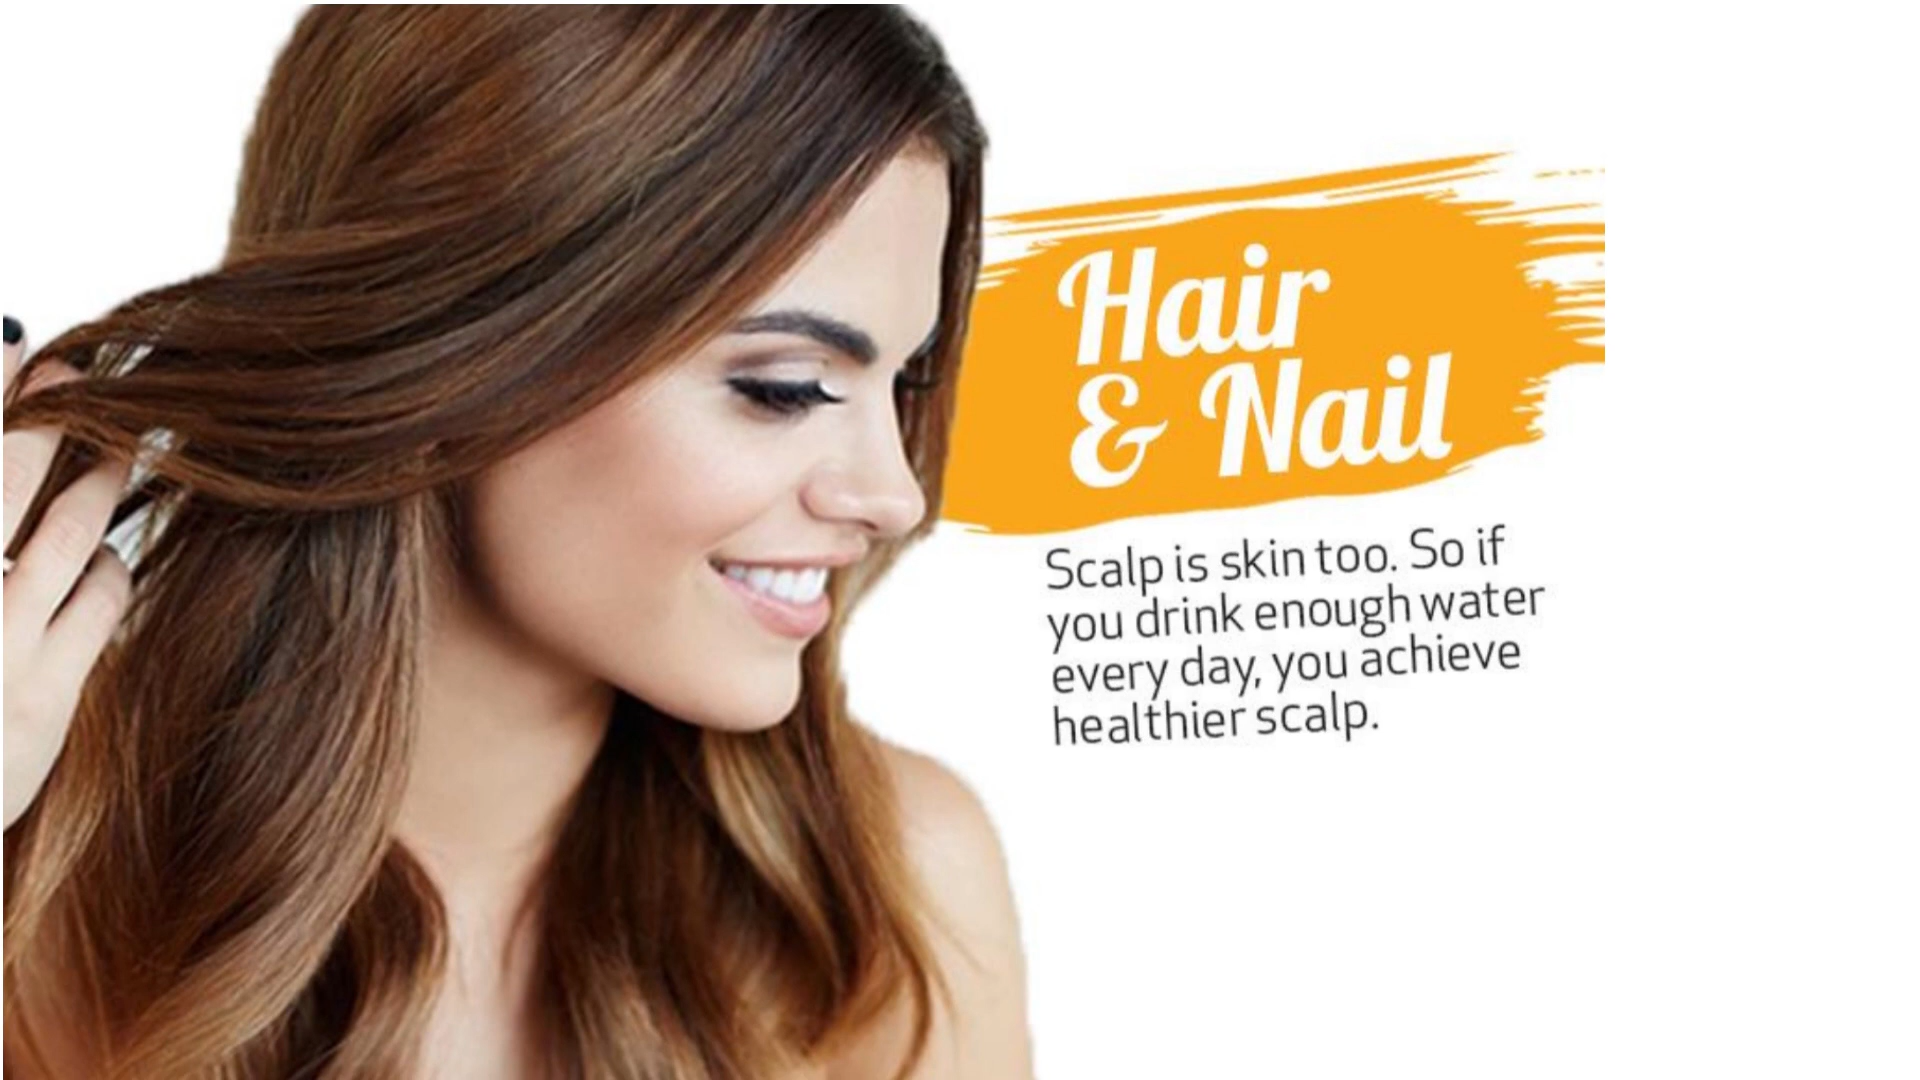 Hair
& Nail
Scalp is skin too. So if
you drink enough water
every day, you achieve
healthier scalp.